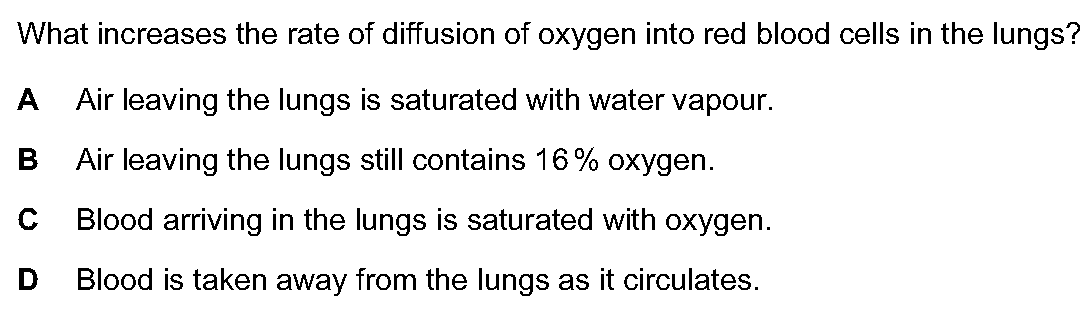 What increases the rate of diffusion of oxygen into red blood cells in the lungs?
A Air leaving the lungs is saturated with water vapour.
B Air leaving the lungs still contains 16% oxygen.
C Blood arriving in the lungs is saturated with oxygen.
D Blood is taken away from the lungs as it circulates.